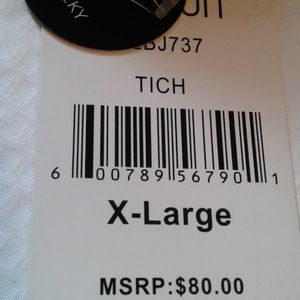 BJ737
TICH
6 00789 56790 1
X-Large
MSRP:$80.00